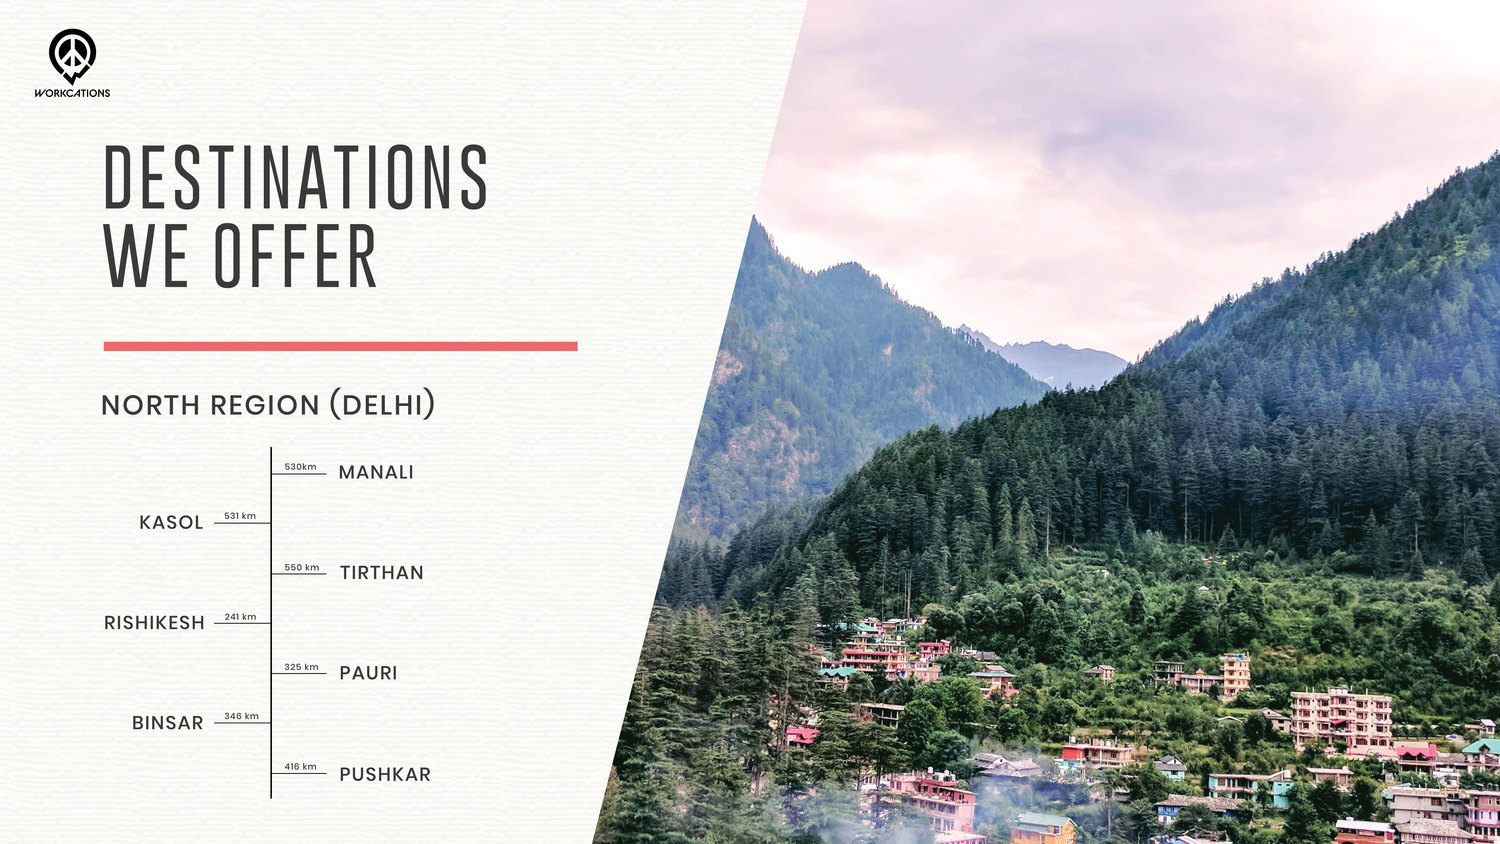 WORKCATIONS
DESTINATIONS
WE OFFER
NORTH REGION (DELHI)
530km MANALI
KASOL 531 km
550 km TIRTHAN
RISHIKESH 241 km
325 km PAURI
BINSAR 346 km
416 km PUSHKAR